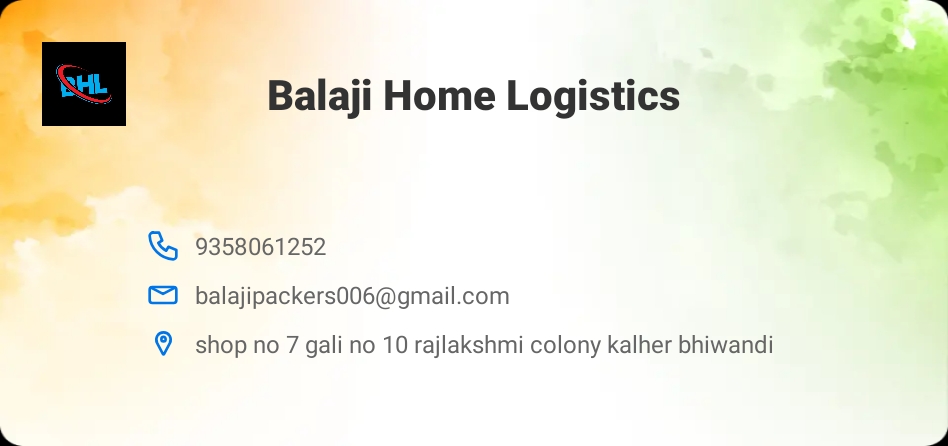 BHL
Balaji Home Logistics
9358061252
balajipackers006@gmail.com
shop no 7 gali no 10 rajlakshmi colony kalher bhiwandi